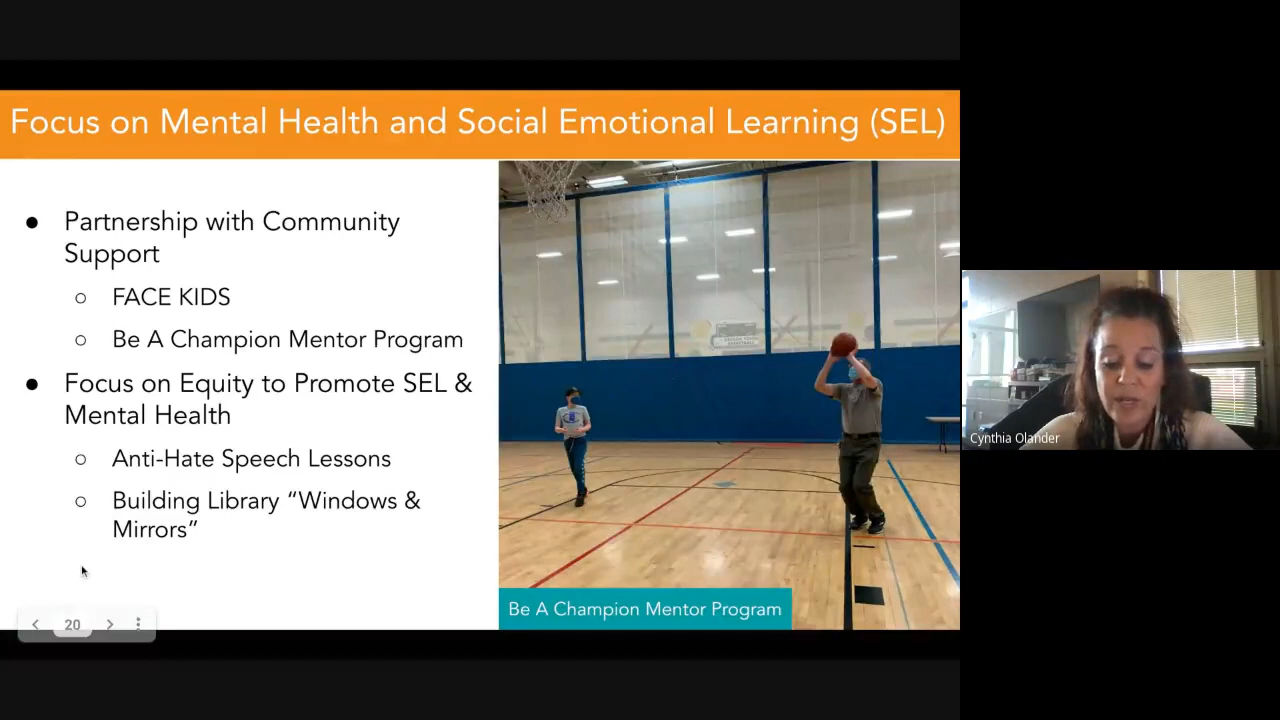 Focus on Mental Health and Social Emotional Learning (SEL)
● Partnership with Community
Support
○ FACE KIDS
○ Be A Champion Mentor Program
● Focus on Equity to Promote SEL &
Mental Health
○ Anti-Hate Speech Lessons
○ Building Library “Windows &
Mirrors”
20
Be A Champion Mentor Program
Cynthia Olander